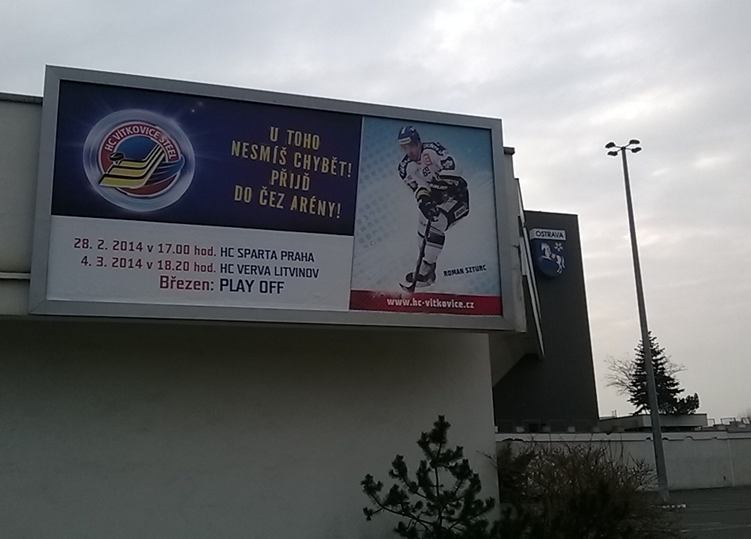 HC VÍTKOVICE STEEL
U TOHO
NESMÍŠ CHYBĚT!
PŘIJĎ
DO ČEZ ARÉNY!
28. 2. 2014 v 17.00 hod. HC SPARTA PRAHA
4. 3. 2014 v 18.20 hod. HC VERVA LITVÍNOV
Březen: PLAY OFF
ROMAN SZTURC
www.hc-vitkovice.cz
OSTRAVA